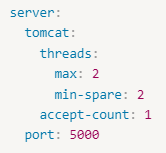 server:
  tomcat:
    threads:
      max: 2
      min-spare: 2
    accept-count: 1
  port: 5000